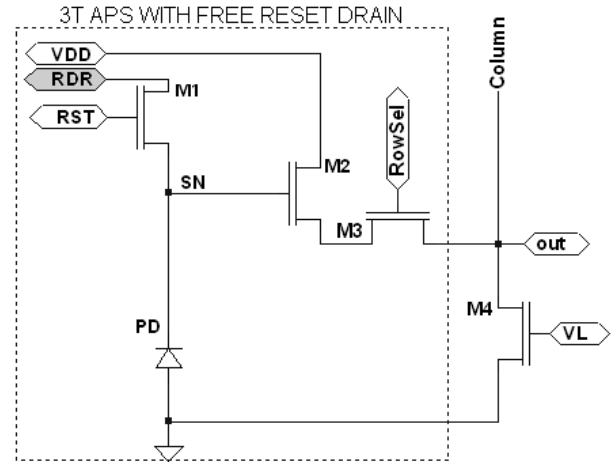 3T APS WITH FREE RESET DRAIN
VDD
RDR
M1
RST
SN
M2
RowSel
Column
M3
out
M4
VL
PD